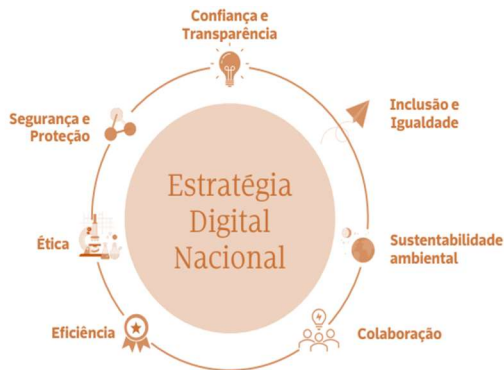 Confiança e
Transparência
Inclusão e
Igualdade
Sustentabilidade
ambiental
Colaboração
Eficiência
Ética
Segurança e
Proteção
Estratégia
Digital
Nacional